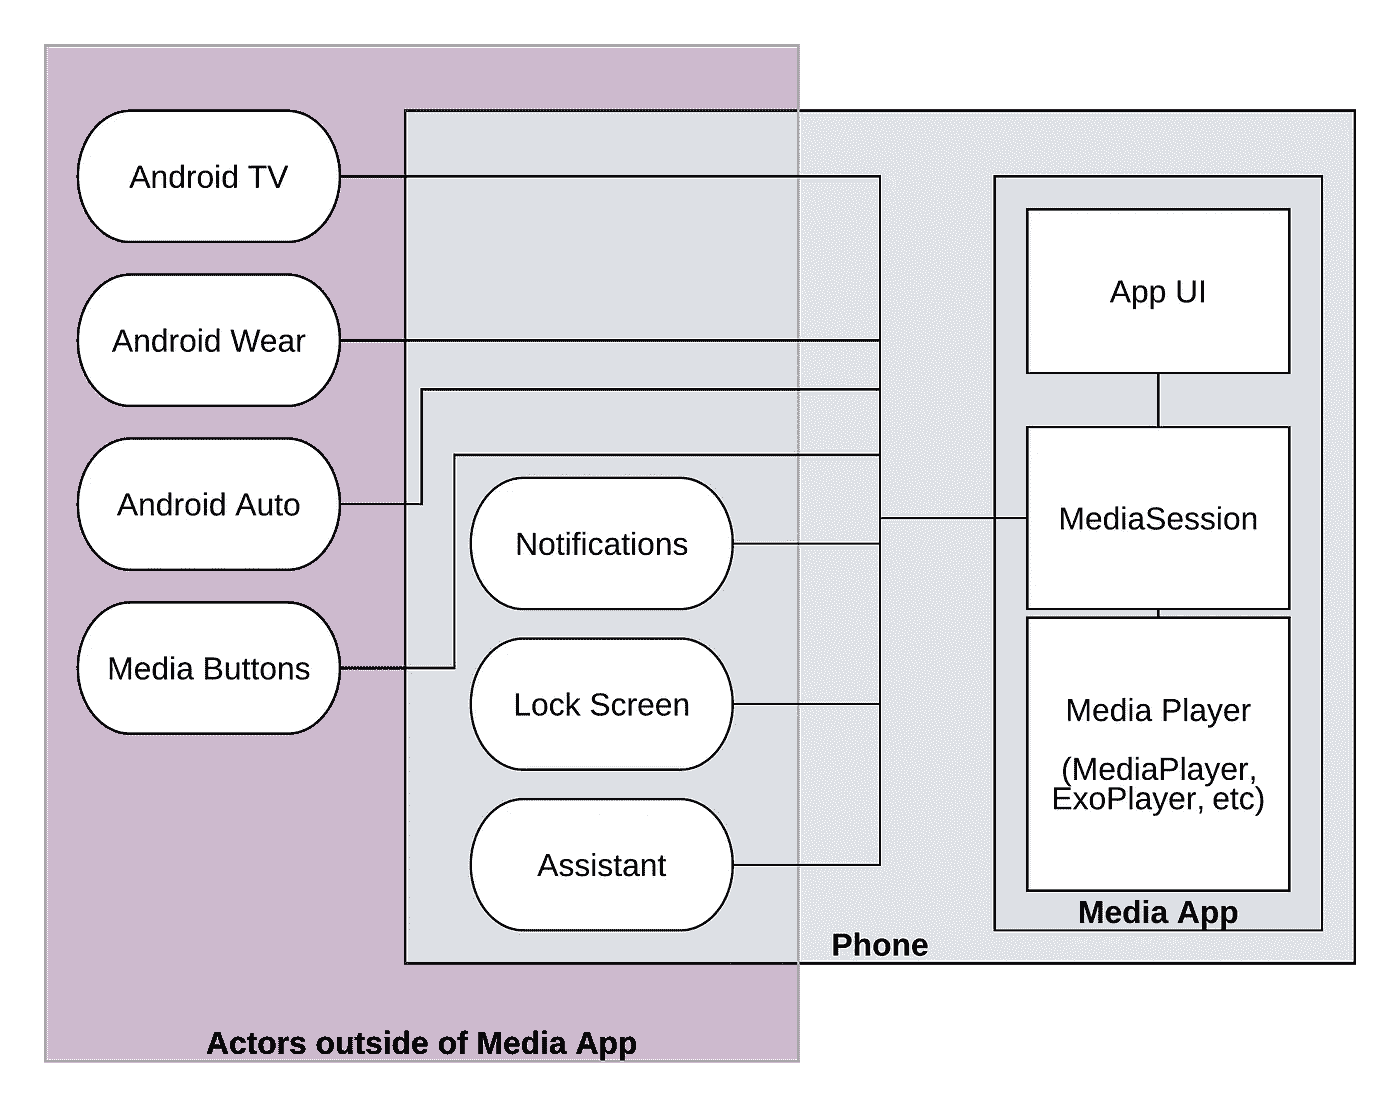 Android TV
Android Wear
Android Auto
Media Buttons
Notifications
Lock Screen
Assistant
App UI
MediaSession
Media Player
(MediaPlayer,
ExoPlayer, etc)
Media App
Phone
Actors outside of Media App